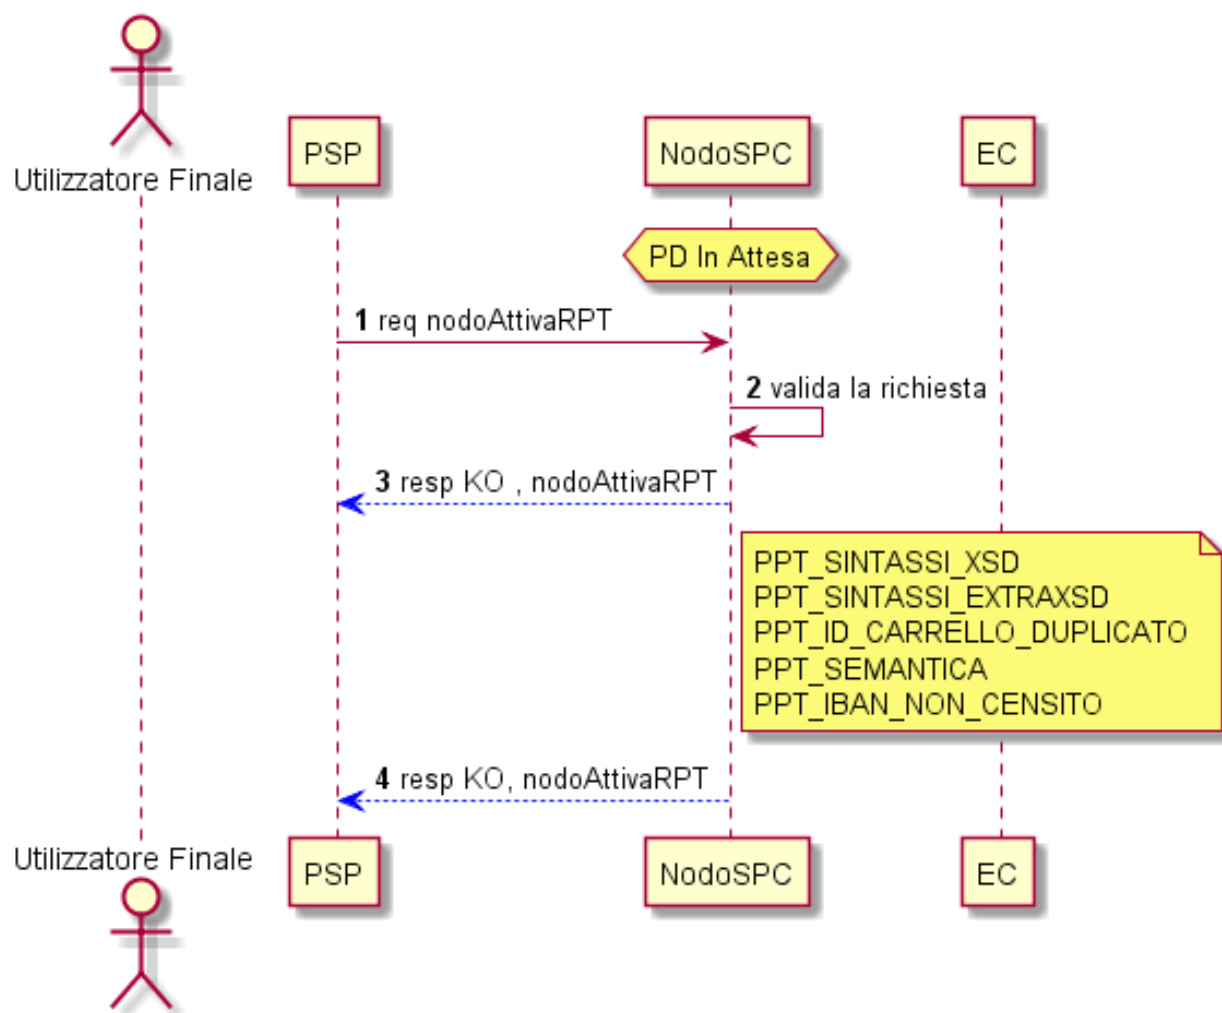 Utilizzatore Finale
PSP
NodoSPC
EC
PD In Attesa
1 req nodoAttivaRPT
2 valida la richiesta
3 resp KO , nodoAttivaRPT
PPT_SINTASSI_XSD
PPT_SINTASSI_EXTRAXSD
PPT_ID_CARRELLO_DUPLICATO
PPT_SEMANTICA
PPT_IBAN_NON_CENSITO
4 resp KO, nodoAttivaRPT
Utilizzatore Finale
PSP
NodoSPC
EC